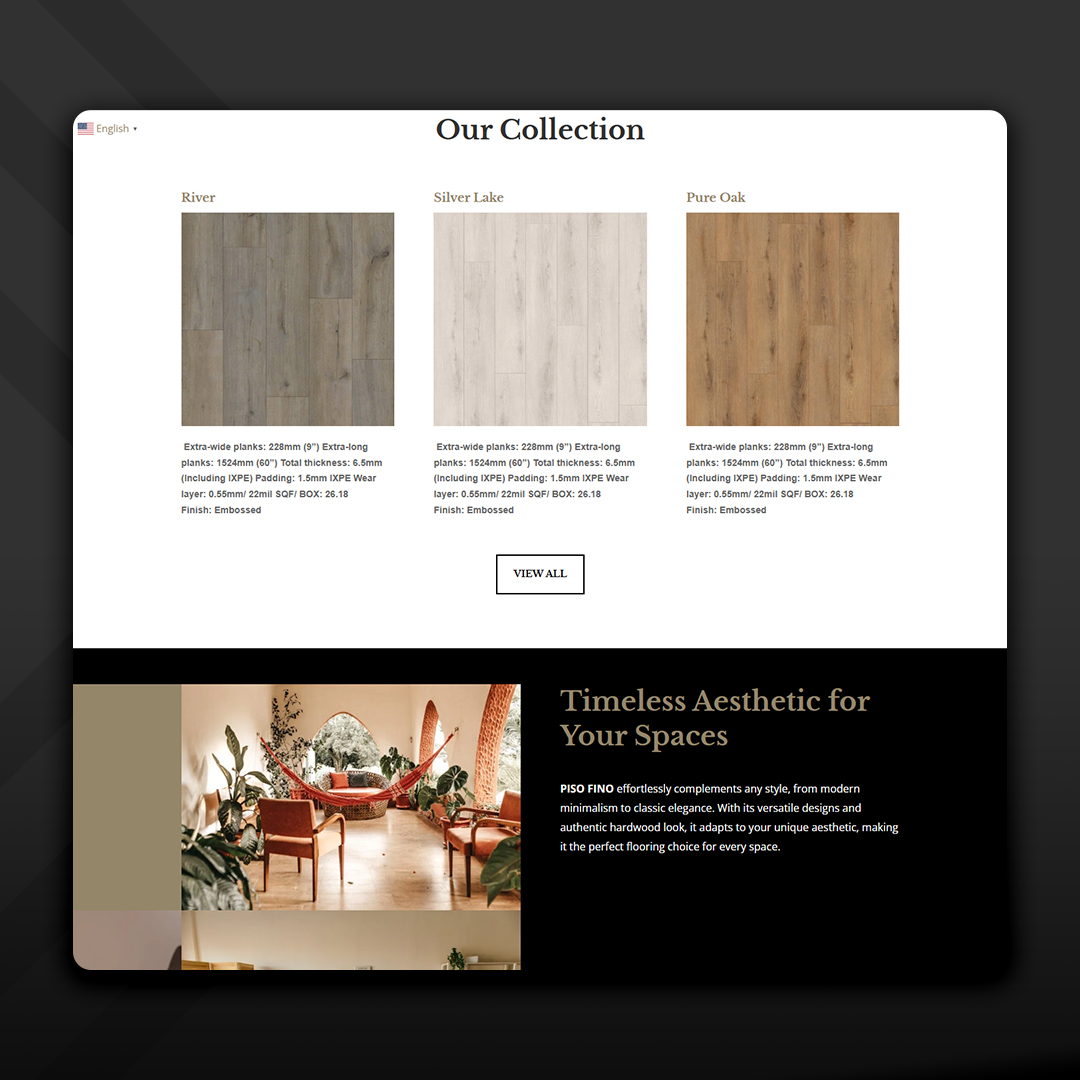 English ▾
Our Collection
River
Silver Lake
Pure Oak
Extra-wide planks: 228mm (9") Extra-long
planks: 1524mm (60") Total thickness: 6.5mm
(Including IXPE) Padding: 1.5mm IXPE Wear
layer: 0.55mm/ 22mil SQF/ BOX: 26.18
Finish: Embossed
Extra-wide planks: 228mm (9") Extra-long
planks: 1524mm (60") Total thickness: 6.5mm
(Including IXPE) Padding: 1.5mm IXPE Wear
layer: 0.55mm/ 22mil SQF/ BOX: 26.18
Finish: Embossed
Extra-wide planks: 228mm (9") Extra-long
planks: 1524mm (60") Total thickness: 6.5mm
(Including IXPE) Padding: 1.5mm IXPE Wear
layer: 0.55mm/ 22mil SQF/ BOX: 26.18
Finish: Embossed
VIEW ALL
Timeless Aesthetic for
Your Spaces
PISO FINO effortlessly complements any style, from modern
minimalism to classic elegance. With its versatile designs and
authentic hardwood look, it adapts to your unique aesthetic, making
it the perfect flooring choice for every space.